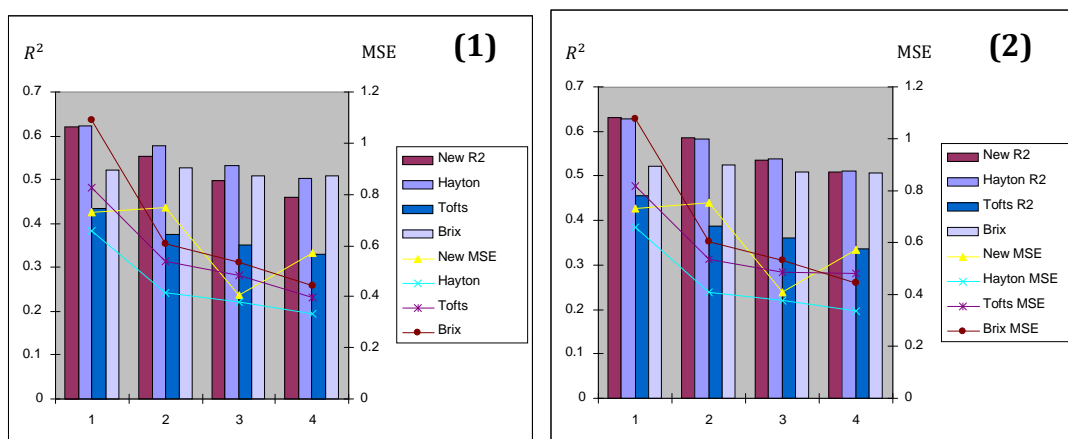 (1)
R² MSE
0.7 1.2
0.6 1
0.5 0.8
0.4 0.6
0.3 0.4
0.2 0.2
0.1
0 0
1 2 3 4
New R2
Hayton
Tofts
Brix
New MSE
Hayton
Tofts
Brix
(2)
R² MSE
0.7 1.2
0.6 1
0.5 0.8
0.4 0.6
0.3 0.4
0.2 0.2
0.1
0 0
1 2 3 4
New R2
Hayton R2
Tofts R2
Brix
New MSE
Hayton MSE
Tofts MSE
Brix MSE